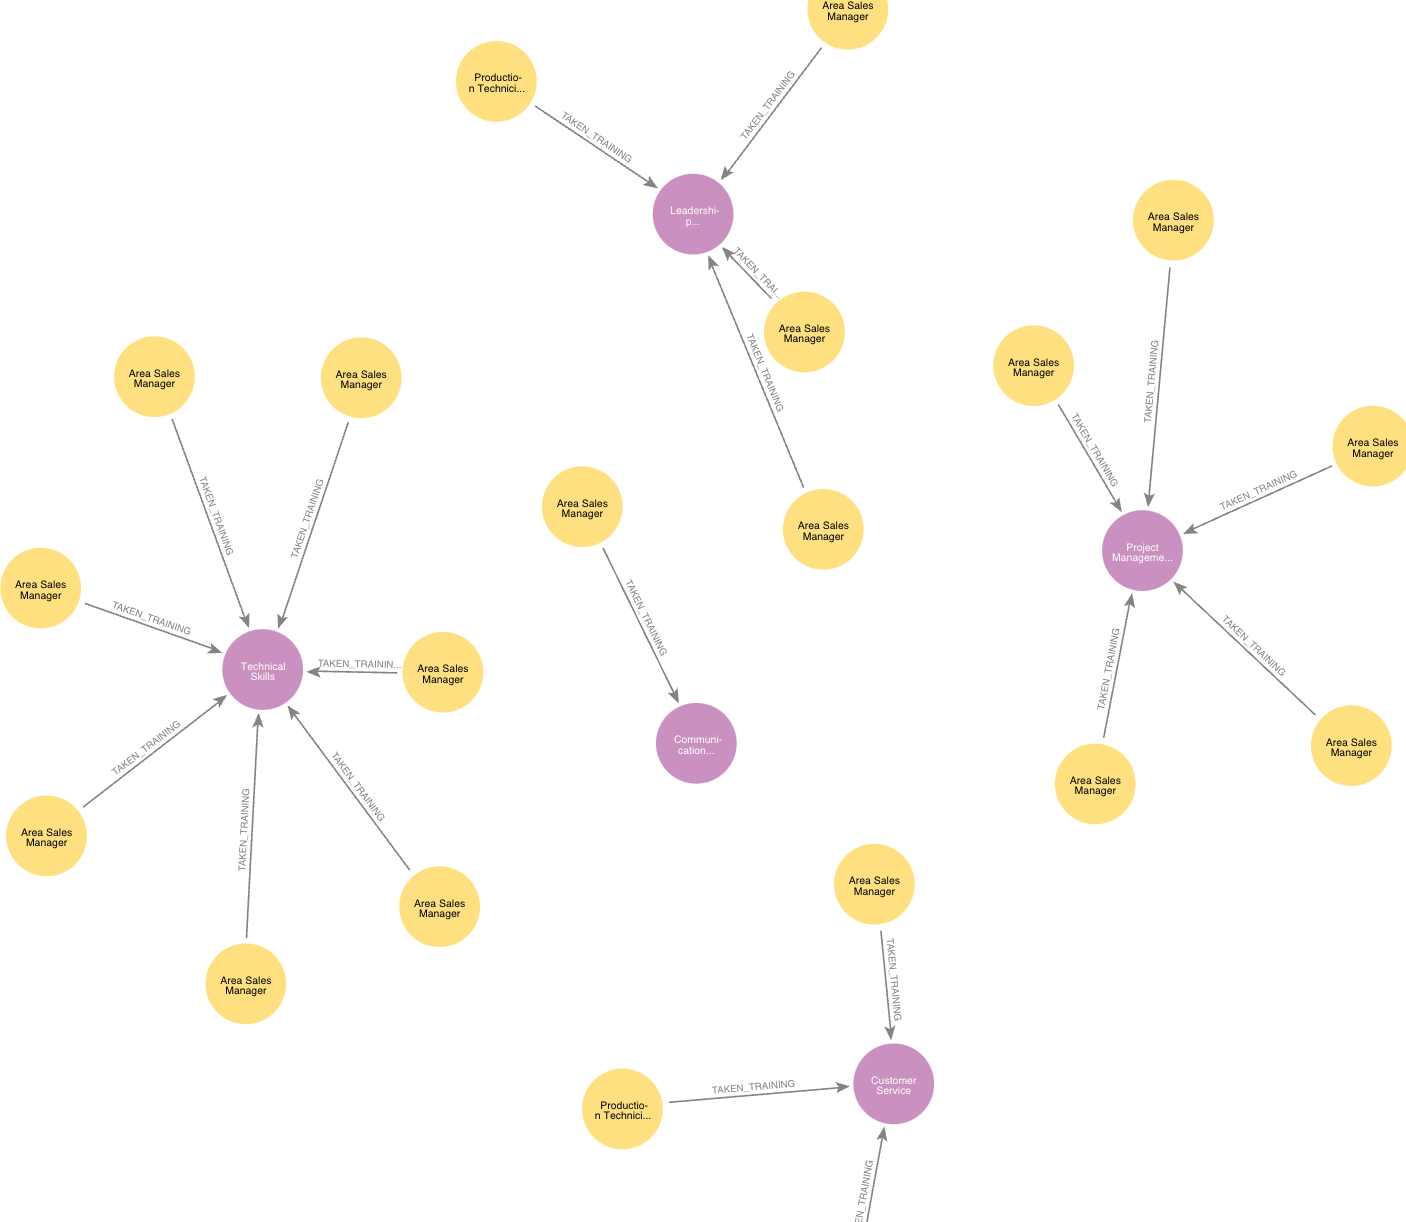 Area Sales
Manager
Productio-
n Technici...
TAKEN_TRAINING
TAKEN_TRAINING
Leadershi-
p...
TAKEN_TRAI...
Area Sales
Manager
TAKEN_TRAINING
Area Sales
Manager
Area Sales
Manager
Area Sales
Manager
TAKEN_TRAINING
TAKEN_TRAINING
Area Sales
Manager
TAKEN_TRAINING
Project
Manageme...
TAKEN_TRAINING
TAKEN_TRAINING
Area Sales
Manager
Area Sales
Manager
Area Sales
Manager
Area Sales
Manager
TAKEN_TRAINING
TAKEN_TRAINING
Area Sales
Manager
TAKEN_TRAINING
Technical
Skills
TAKEN_TRAININ...
Area Sales
Manager
TAKEN_TRAINING
TAKEN_TRAINING
TAKEN_TRAINING
Area Sales
Manager
Area Sales
Manager
Area Sales
Manager
Area Sales
Manager
TAKEN_TRAINING
Communi-
cation...
Area Sales
Manager
TAKEN_TRAINING
Customer
Service
TAKEN_TRAINING
Productio-
n Technici...
EN_TRAINING